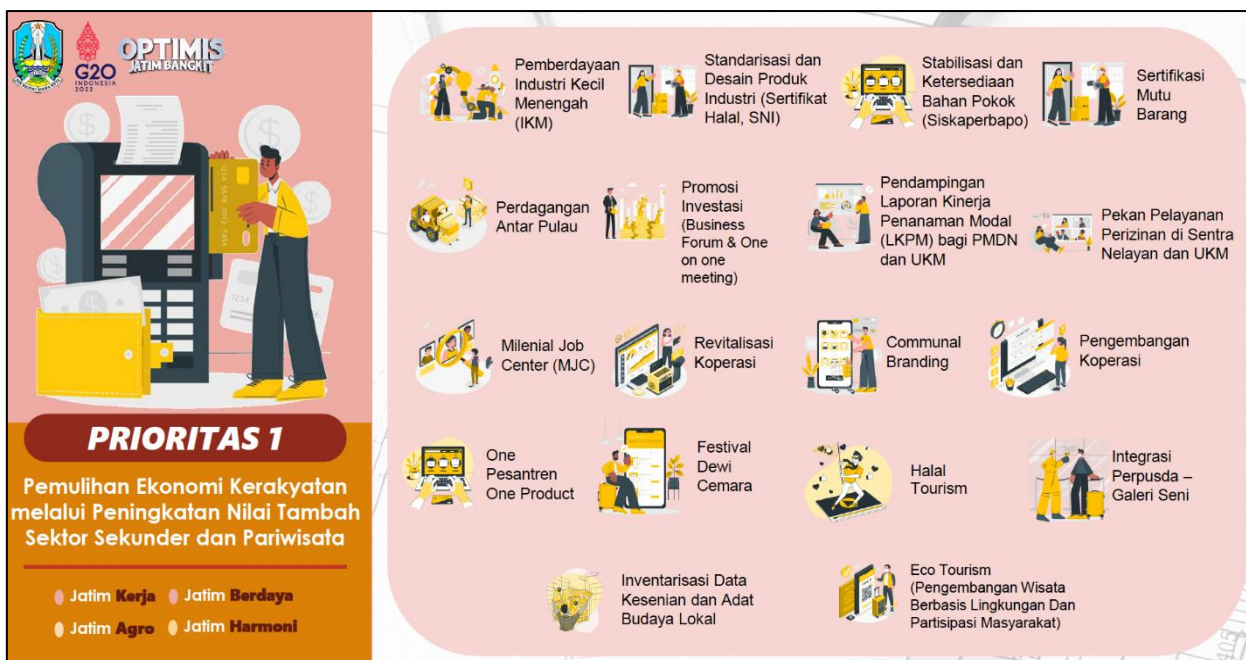 OPTIMIS
JATIM BANGKIT
G20
INDONESIA
2022
PRIORITAS 1
Pemulihan Ekonomi Kerakyatan
melalui Peningkatan Nilai Tambah
Sektor Sekunder dan Pariwisata
Jatim Kerja
Jatim Berdaya
Jatim Agro
Jatim Harmoni
Pemberdayaan
Industri Kecil
Menengah
(IKM)
Standarisasi dan
Desain Produk
Industri (Sertifikat
Halal, SNI)
Stabilisasi dan
Ketersediaan
Bahan Pokok
(Siskaperbapo)
Sertifikasi
Mutu
Barang
Perdagangan
Antar Pulau
Promosi
Investasi
(Business
Forum & One
on one
meeting)
Pendampingan
Laporan Kinerja
Penanaman Modal
(LKPM) bagi PMDN
dan UKM
Pekan Pelayanan
Perizinan di Sentra
Nelayan dan UKM
Milenial Job
Center (MJC)
Revitalisasi
Koperasi
Communal
Branding
Pengembangan
Koperasi
One
Pesantren
One Product
Festival
Dewi
Cemara
Halal
Tourism
Integrasi
Perpusda –
Galeri Seni
Inventarisasi Data
Kesenian dan Adat
Budaya Lokal
Eco Tourism
(Pengembangan Wisata
Berbasis Lingkungan Dan
Partisipasi Masyarakat)